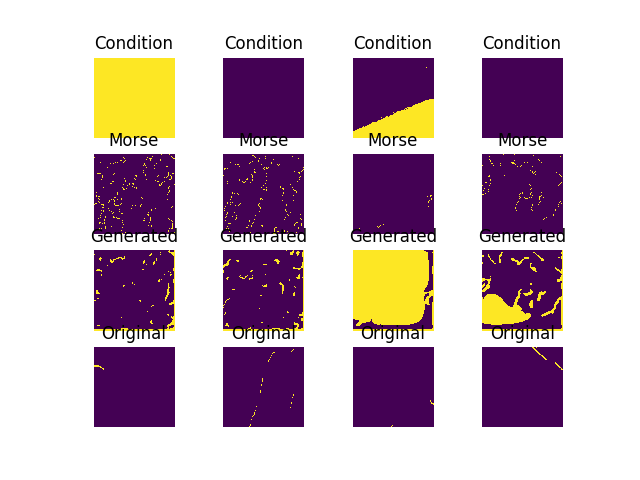 Condition Condition Condition Condition
Morse Morse Morse Morse
Generated Generated Generated Generated
Original Original Original Original